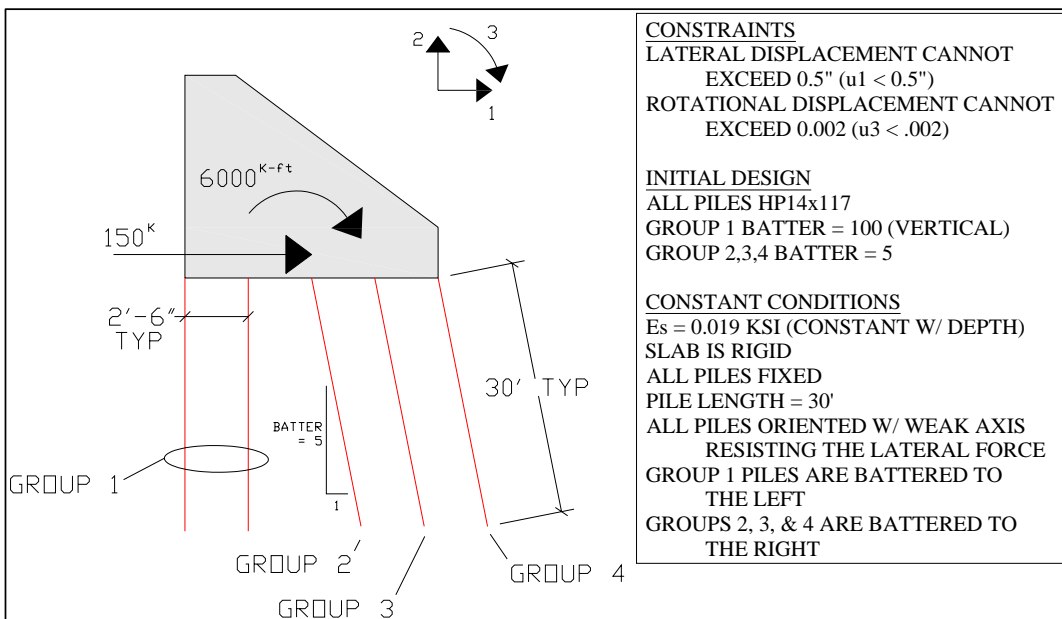 2
3
1
6000 K-ft
150 K
2'-6"
TYP
BATTER
= 5
1
30' TYP
GROUP 1
GROUP 2
GROUP 3
GROUP 4
CONSTRAINTS
LATERAL DISPLACEMENT CANNOT
EXCEED 0.5" (u1 < 0.5")
ROTATIONAL DISPLACEMENT CANNOT
EXCEED 0.002 (u3 < .002)
INITIAL DESIGN
ALL PILES HP14x117
GROUP 1 BATTER = 100 (VERTICAL)
GROUP 2,3,4 BATTER = 5
CONSTANT CONDITIONS
Es = 0.019 KSI (CONSTANT W/ DEPTH)
SLAB IS RIGID
ALL PILES FIXED
PILE LENGTH = 30'
ALL PILES ORIENTED W/ WEAK AXIS
RESISTING THE LATERAL FORCE
GROUP 1 PILES ARE BATTERED TO
THE LEFT
GROUPS 2, 3, & 4 ARE BATTERED TO
THE RIGHT